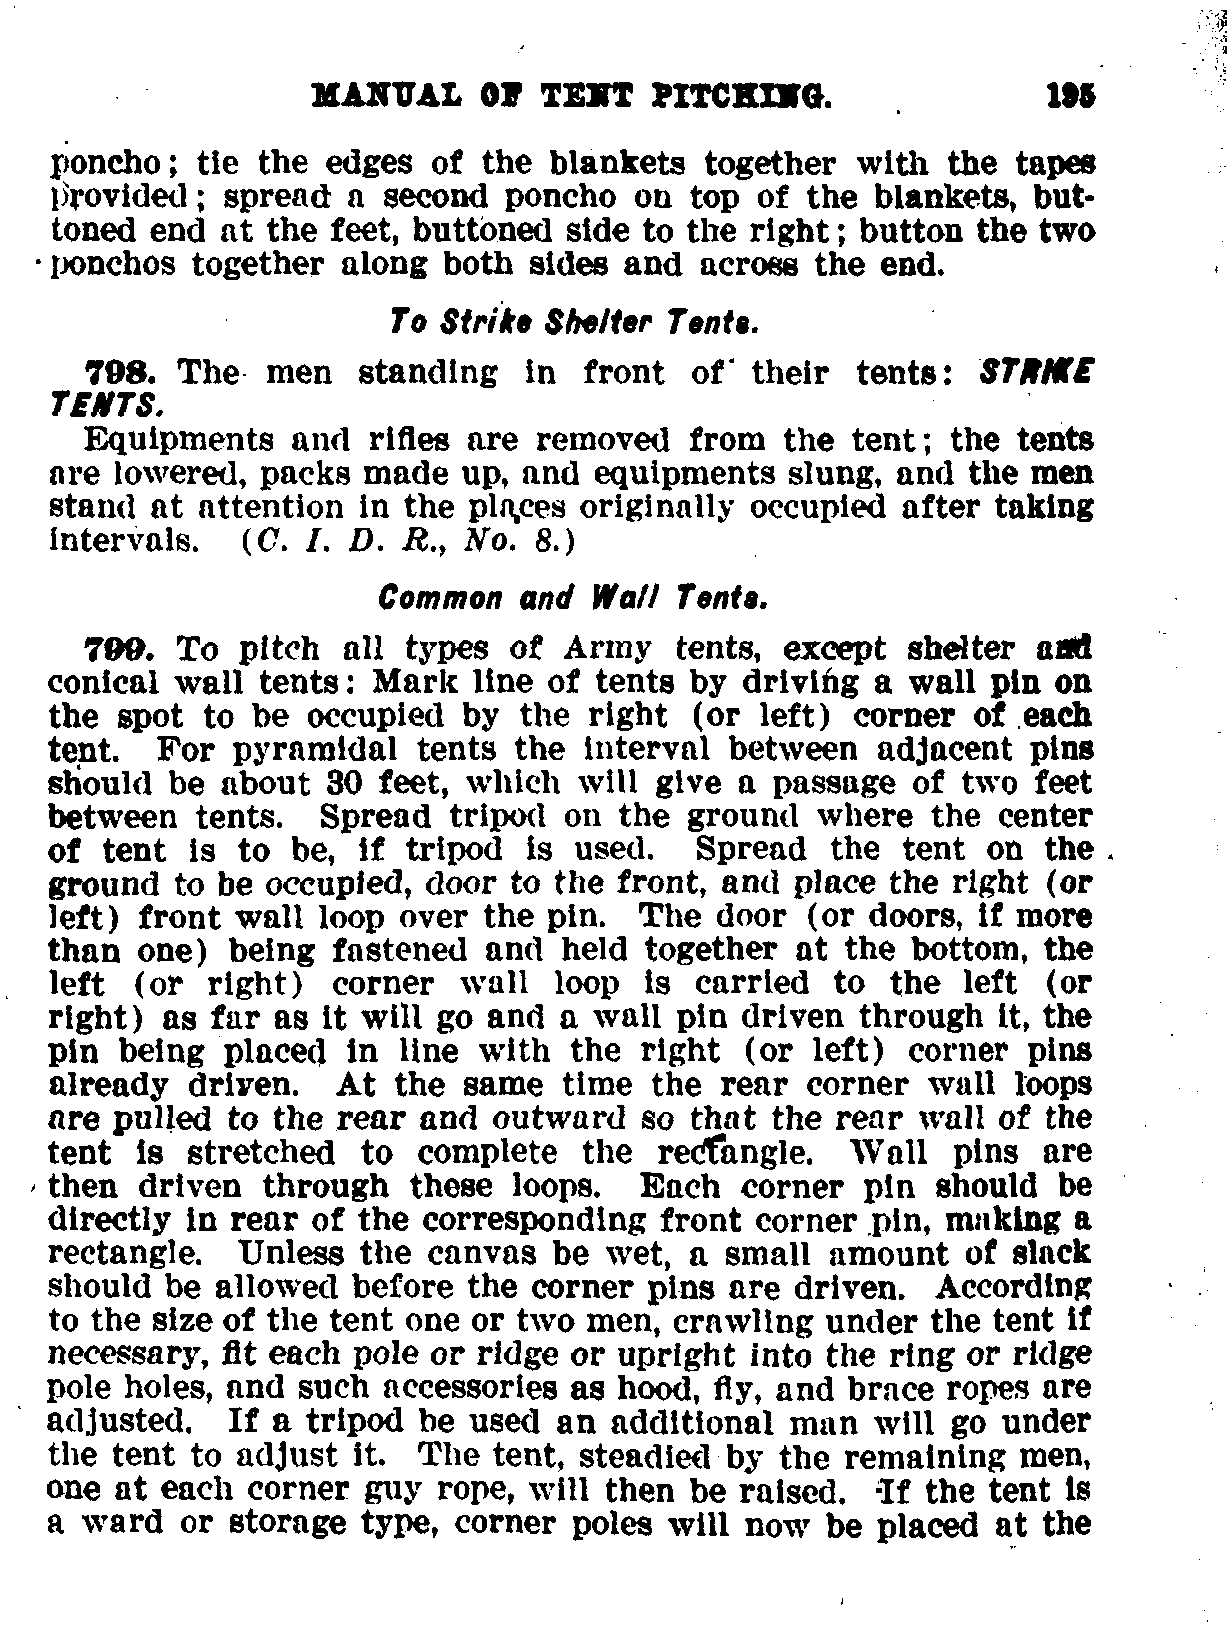 MANUAL OF TENT PITCHING. 195
poncho; tie the edges of the blankets together with the tapes
provided; spread a second poncho on top of the blankets, but-
toned end at the feet, buttoned side to the right; button the two
ponchos together along both sides and across the end.
To Strike Shelter Tents.
798. The men standing in front of their tents: STRIKE
TENTS.
Equipments and rifles are removed from the tent; the tents
are lowered, packs made up, and equipments slung, and the men
stand at attention in the places originally occupied after taking
intervals. (C. I. D. R., No. 8.)
Common and Wall Tents.
799. To pitch all types of Army tents, except shelter and
conical wall tents: Mark line of tents by driving a wall pin on
the spot to be occupied by the right (or left) corner of each
tent. For pyramidal tents the interval between adjacent pins
should be about 30 feet, which will give a passage of two feet
between tents. Spread tripod on the ground where the center
of tent is to be, if tripod is used. Spread the tent on the
ground to be occupied, door to the front, and place the right (or
left) front wall loop over the pin. The door (or doors, if more
than one) being fastened and held together at the bottom, the
left (or right) corner wall loop is carried to the left (or
right) as far as it will go and a wall pin driven through it, the
pin being placed in line with the right (or left) corner pins
already driven. At the same time the rear corner wall loops
are pulled to the rear and outward so that the rear wall of the
tent is stretched to complete the rectangle. Wall pins are
then driven through these loops. Each corner pin should be
directly in rear of the corresponding front corner pin, making a
rectangle. Unless the canvas be wet, a small amount of slack
should be allowed before the corner pins are driven. According
to the size of the tent one or two men, crawling under the tent if
necessary, fit each pole or ridge or upright into the ring or ridge
pole holes, and such accessories as hood, fly, and brace ropes are
adjusted. If a tripod be used an additional man will go under
the tent to adjust it. The tent, steadied by the remaining men,
one at each corner guy rope, will then be raised. If the tent is
a ward or storage type, corner poles will now be placed at the